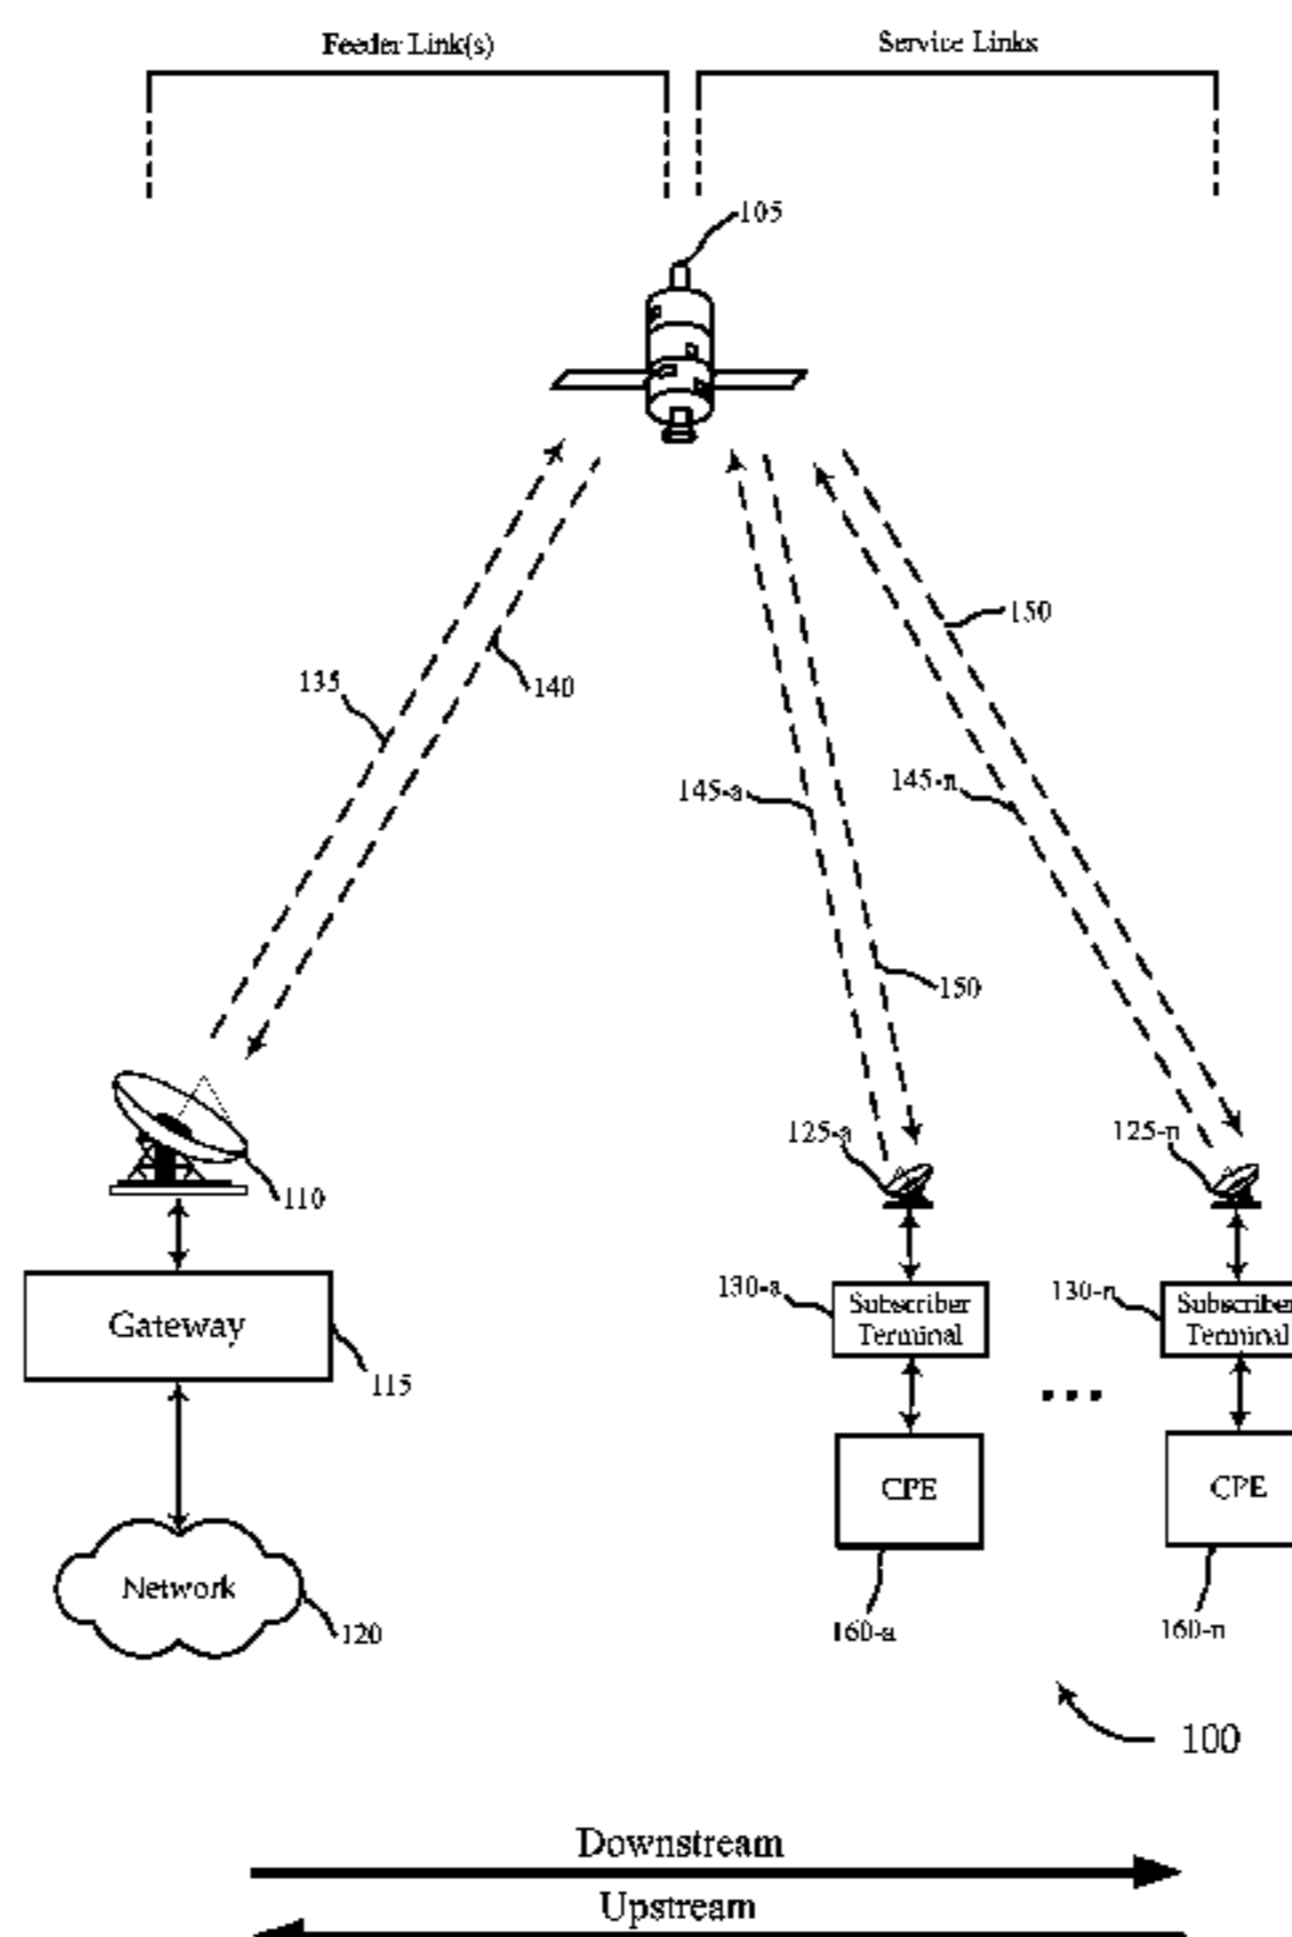 Feeder Link(s)
Service Links
105
150
135
140
145-a
145-n
150
125-a
125-n
110
130-a
Subscriber
Terminal
130-n
Subscriber
Terminal
Gateway
115
CPE
CPE
Network
120
160-a
160-n
100
Downstream
Upstream